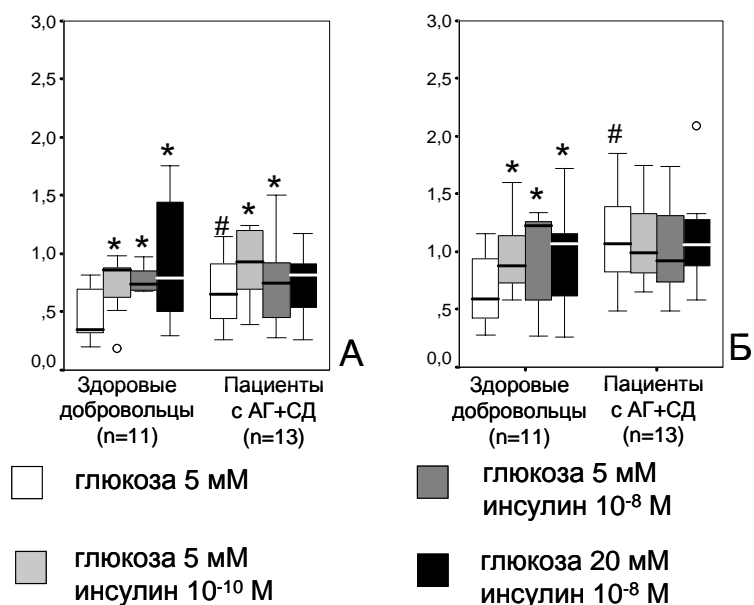 3,0
2,5
2,0
1,5
1,0
,5
0,0
*
*
*
#
*
*
А
Здоровые
добровольцы
(n=11)
Пациенты
с АГ+СД
(n=13)
3,0
2,5
2,0
1,5
1,0
,5
0,0
*
*
*
#
Б
Здоровые
добровольцы
(n=11)
Пациенты
с АГ+СД
(n=13)
глюкоза 5 мМ
глюкоза 5 мМ
инсулин 10⁻⁸ М
глюкоза 5 мМ
инсулин 10⁻¹⁰ М
глюкоза 20 мМ
инсулин 10⁻⁸ М